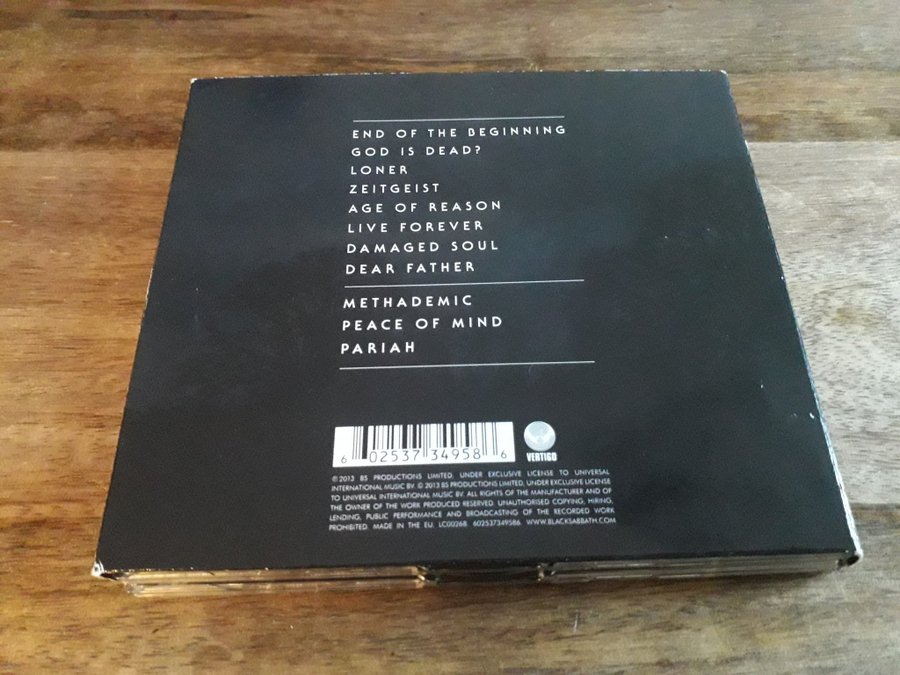 END OF THE BEGINNING
GOD IS DEAD?
LONER
ZEITGEIST
AGE OF REASON
LIVE FOREVER
DAMAGED SOUL
DEAR FATHER
METHADEMIC
PEACE OF MIND
PARIAH
6 02537 34958 6
VERTIGO
℗ 2013 BS PRODUCTIONS LIMITED, UNDER EXCLUSIVE LICENSE TO UNIVERSAL
INTERNATIONAL MUSIC BV. © 2013 BS PRODUCTIONS LIMITED, UNDER EXCLUSIVE LICENSE
TO UNIVERSAL INTERNATIONAL MUSIC BV. ALL RIGHTS OF THE MANUFACTURER AND OF
THE OWNER OF THE WORK PRODUCED RESERVED. UNAUTHORISED COPYING, HIRING,
LENDING, PUBLIC PERFORMANCE AND BROADCASTING OF THE RECORDED WORK
PROHIBITED. MADE IN THE EU. LC00268 602537349586 WWW.BLACKSABBATH.COM